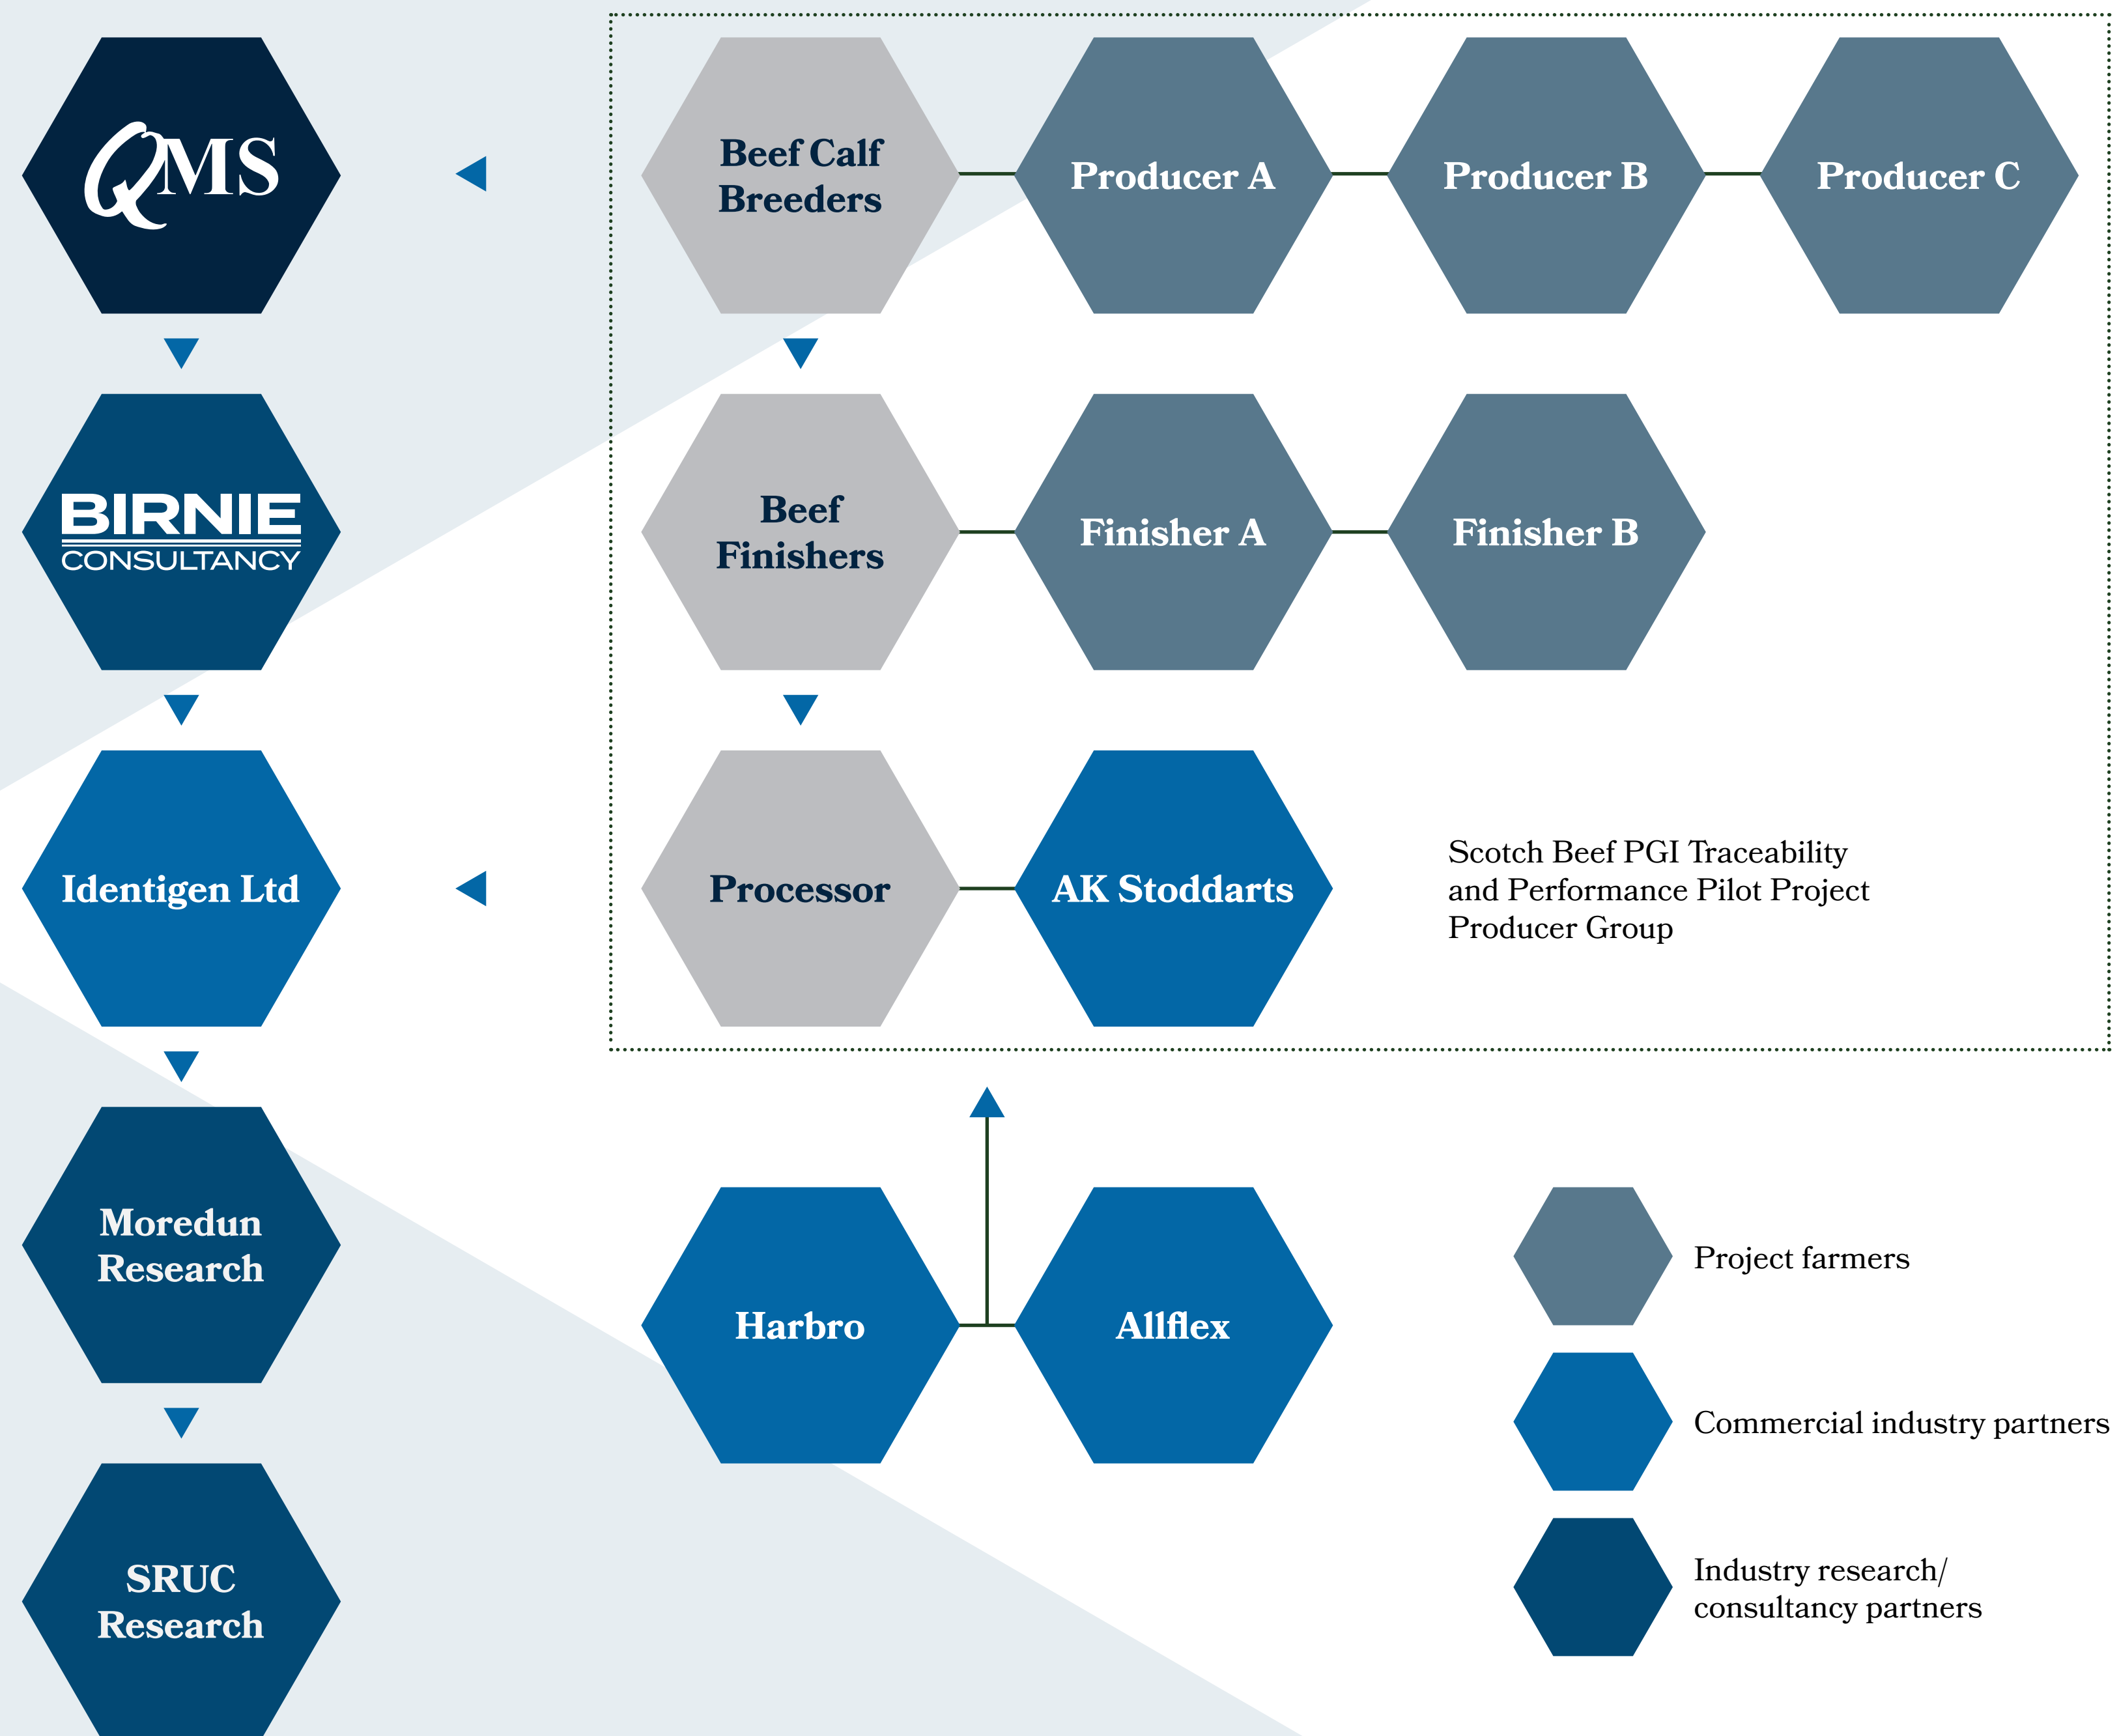 QMS
Beef Calf
Breeders
Producer A
Producer B
Producer C
BIRNIE
CONSULTANCY
Beef
Finishers
Finisher A
Finisher B
Identigen Ltd
Processor
AK Stoddarts
Scotch Beef PGI Traceability
and Performance Pilot Project
Producer Group
Moredun
Research
Harbro
Allflex
Project farmers
Commercial industry partners
SRUC
Research
Industry research/
consultancy partners